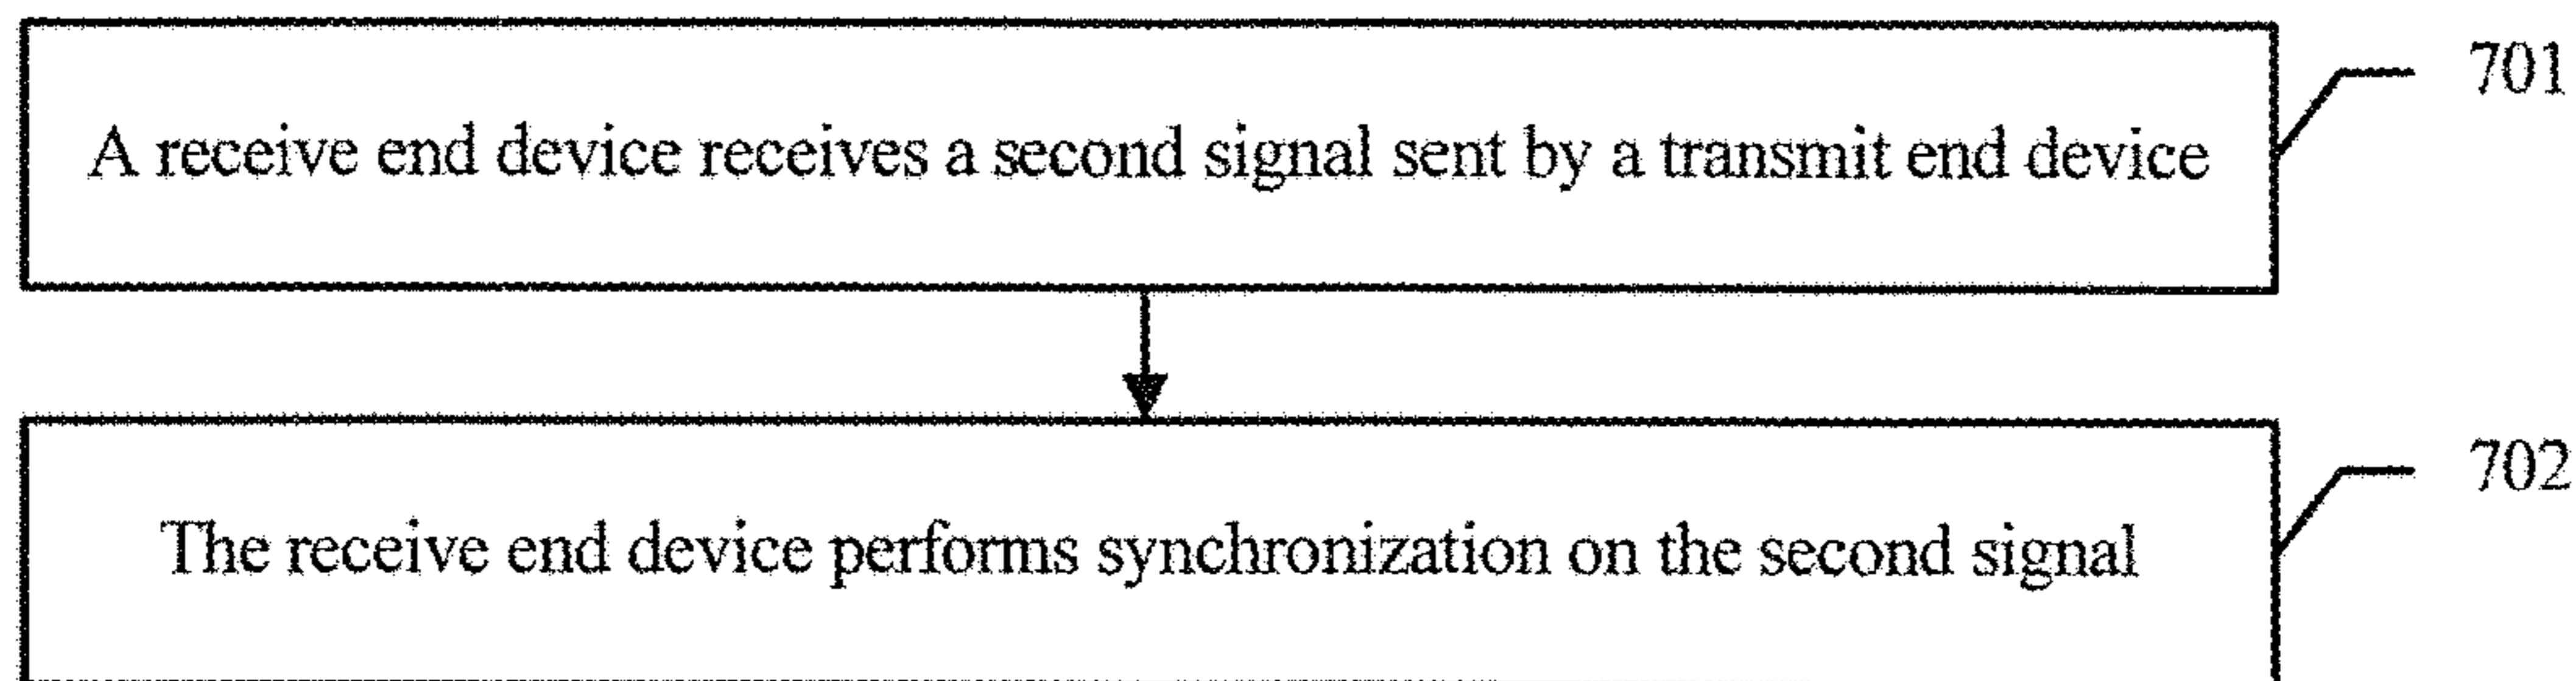 A receive end device receives a second signal sent by a transmit end device
701
The receive end device performs synchronization on the second signal
702